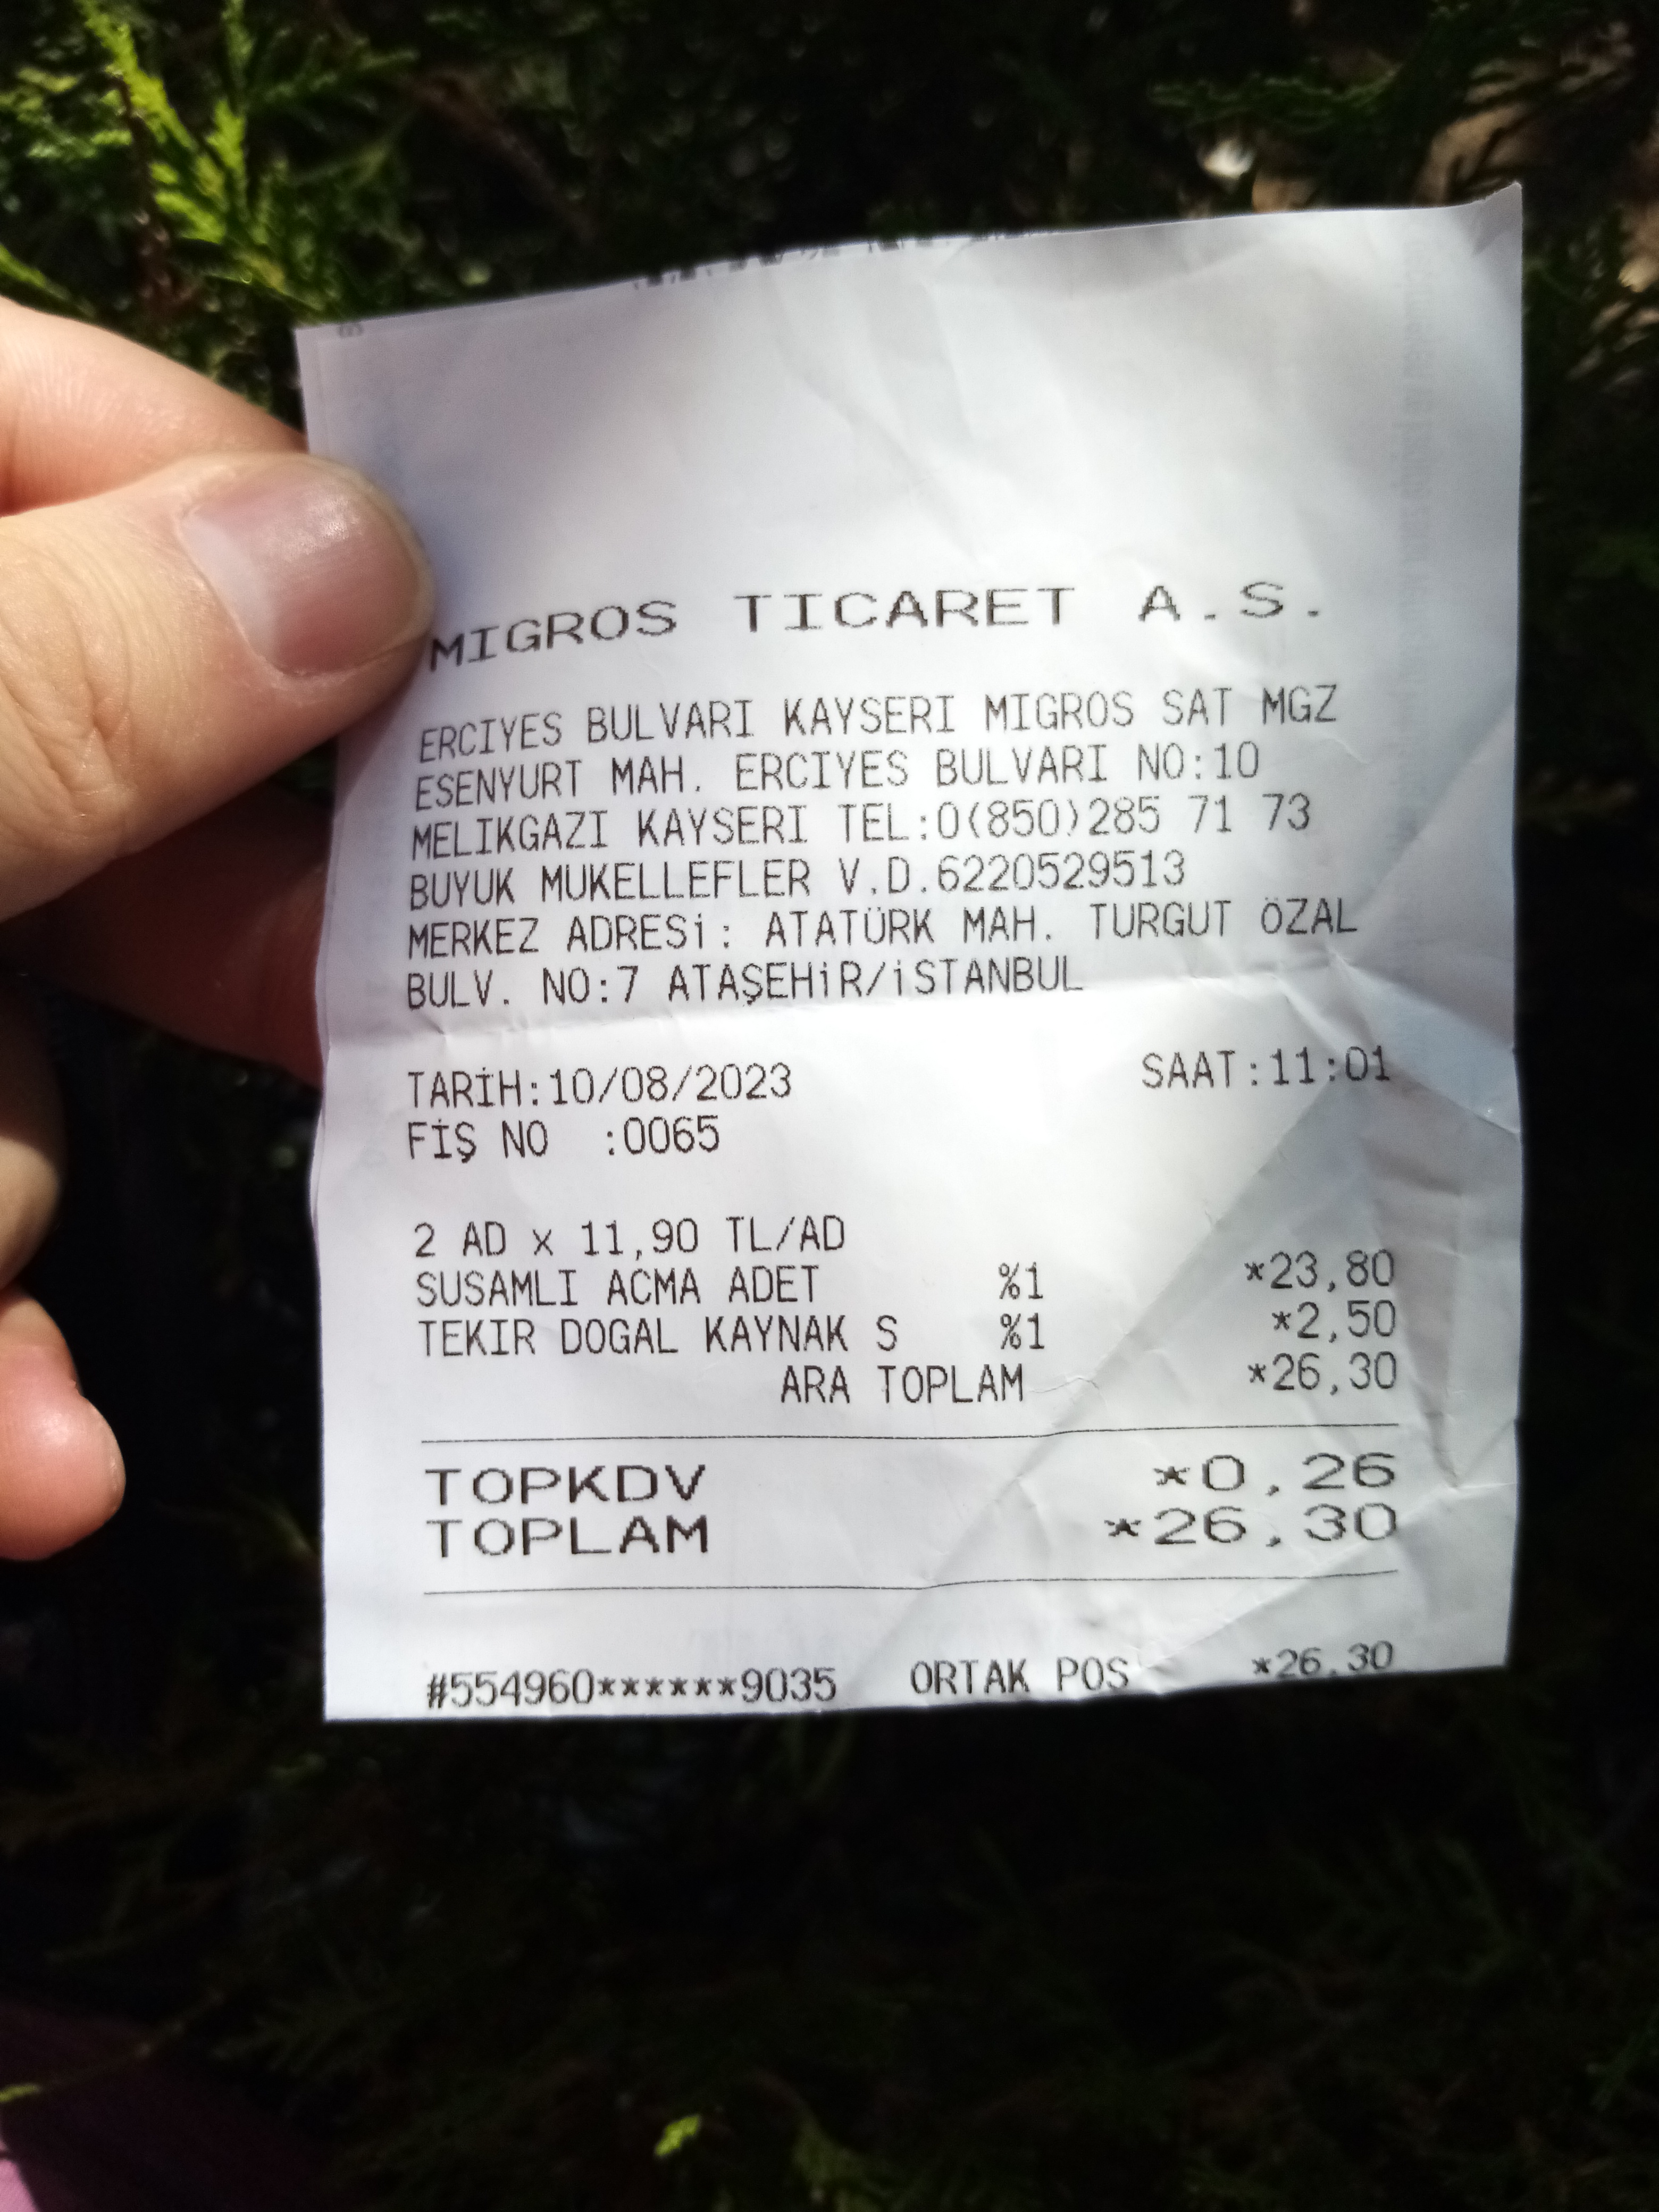 MIGROS TICARET A.S.
ERCIYES BULVARI KAYSERI MIGROS SAT MGZ
ESENYURT MAH. ERCIYES BULVARI NO:10
MELIKGAZI KAYSERI TEL:0(850)285 71 73
BUYUK MUKELLEFLER V.D.6220529513
MERKEZ ADRESİ: ATATÜRK MAH. TURGUT ÖZAL
BULV. NO:7 ATAŞEHİR/İSTANBUL
TARİH:10/08/2023 SAAT:11:01
FİŞ NO :0065
2 AD x 11,90 TL/AD
SUSAMLI ACMA ADET %1 *23,80
TEKIR DOGAL KAYNAK S %1 *2,50
ARA TOPLAM *26,30
TOPKDV *0,26
TOPLAM *26,30
#554960******9035 ORTAK POS *26,30